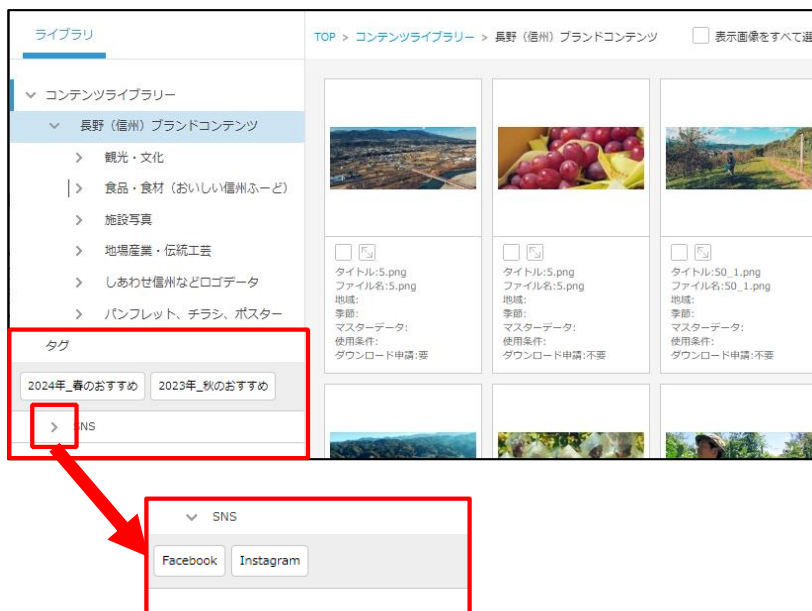 ライブラリ
TOP > コンテンツライブラリー > 長野（信州）ブランドコンテンツ
表示画像をすべて選
コンテンツライブラリー
長野（信州）ブランドコンテンツ
観光・文化
食品・食材（おいしい信州ふーど）
施設写真
地場産業・伝統工芸
しあわせ信州などロゴデータ
パンフレット、チラシ、ポスター
タグ
2024年_春のおすすめ 2023年_秋のおすすめ
SNS
タイトル:5.png
ファイル名:5.png
地域:
季節:
マスターデータ:
使用条件:
ダウンロード申請:要
タイトル:5.png
ファイル名:5.png
地域:
季節:
マスターデータ:
使用条件:
ダウンロード申請:不要
タイトル:50_1.png
ファイル名:50_1.png
地域:
季節:
マスターデータ:
使用条件:
ダウンロード申請:不要
SNS
Facebook Instagram